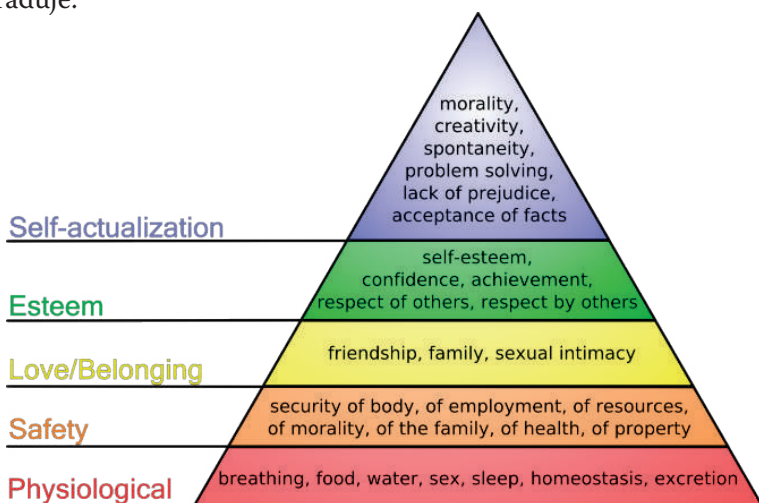 raduje.
morality,
creativity,
spontaneity,
problem solving,
lack of prejudice,
acceptance of facts
Self-actualization
self-esteem,
confidence, achievement,
respect of others, respect by others
Esteem
friendship, family, sexual intimacy
Love/Belonging
security of body, of employment, of resources,
of morality, of the family, of health, of property
Safety
breathing, food, water, sex, sleep, homeostasis, excretion
Physiological